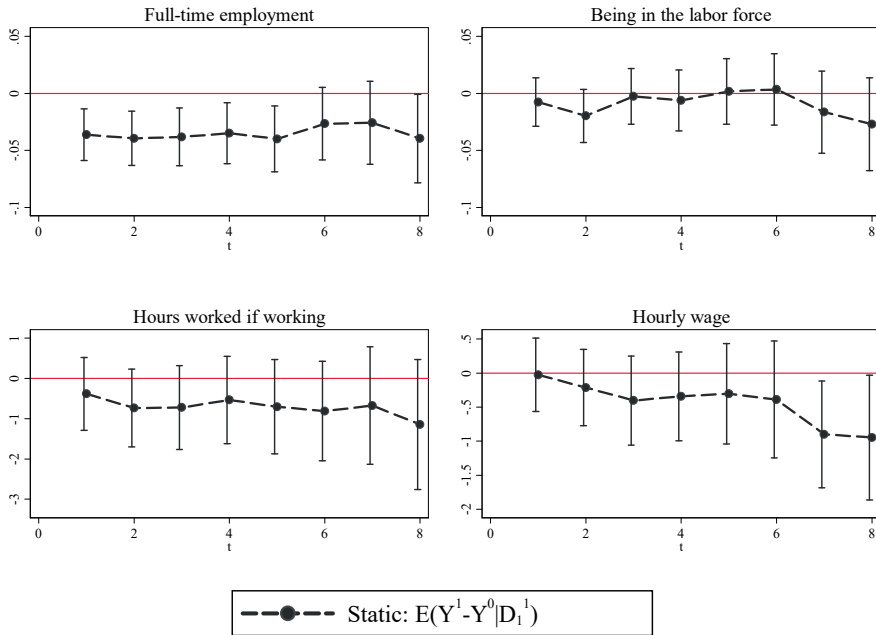 Full-time employment
.05
0
-.05
-.1
0 2 4 6 8
t
Being in the labor force
.05
0
-.05
-.1
0 2 4 6 8
t
Hours worked if working
1
0
-1
-2
-3
0 2 4 6 8
t
Hourly wage
.5
0
-.5
-1
-1.5
-2
0 2 4 6 8
t
Static: E(Y¹-Y⁰|D₁¹)